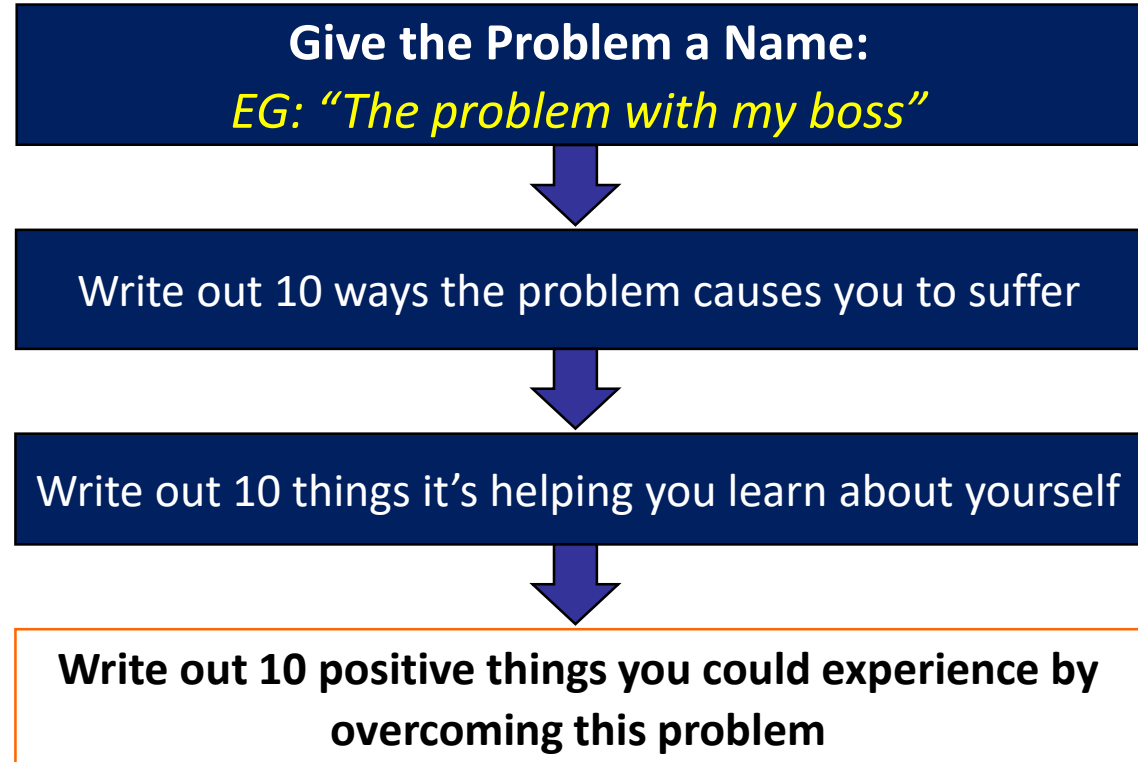 Give the Problem a Name:
EG: “The problem with my boss”
Write out 10 ways the problem causes you to suffer
Write out 10 things it’s helping you learn about yourself
Write out 10 positive things you could experience by
overcoming this problem